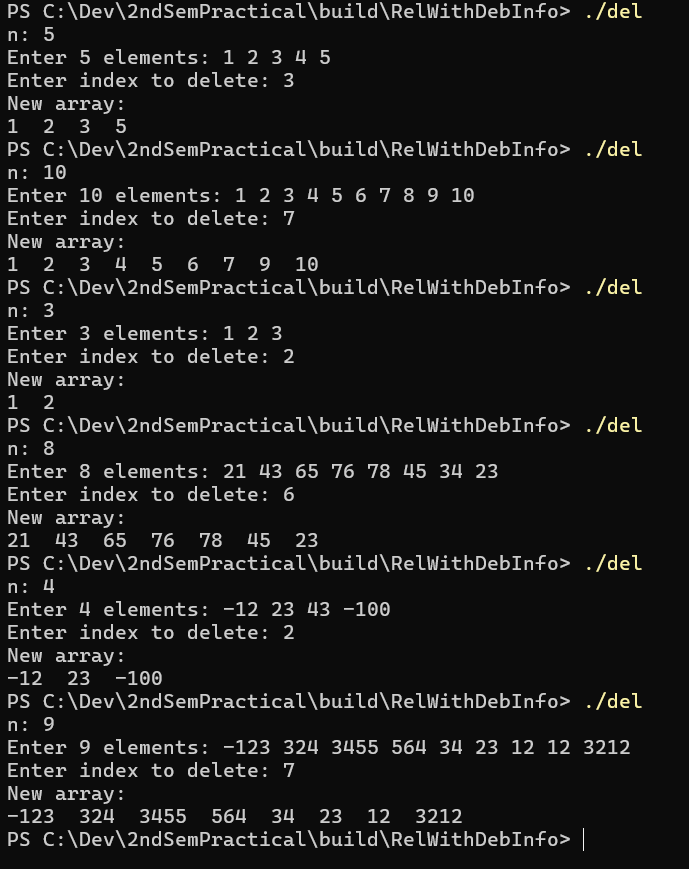 PS C:\Dev\2ndSemPractical\build\RelWithDebInfo> ./del
n: 5
Enter 5 elements: 1 2 3 4 5
Enter index to delete: 3
New array:
1  2  3  5
PS C:\Dev\2ndSemPractical\build\RelWithDebInfo> ./del
n: 10
Enter 10 elements: 1 2 3 4 5 6 7 8 9 10
Enter index to delete: 7
New array:
1  2  3  4  5  6  7  9  10
PS C:\Dev\2ndSemPractical\build\RelWithDebInfo> ./del
n: 3
Enter 3 elements: 1 2 3
Enter index to delete: 2
New array:
1  2
PS C:\Dev\2ndSemPractical\build\RelWithDebInfo> ./del
n: 8
Enter 8 elements: 21 43 65 76 78 45 34 23
Enter index to delete: 6
New array:
21  43  65  76  78  45  23
PS C:\Dev\2ndSemPractical\build\RelWithDebInfo> ./del
n: 4
Enter 4 elements: -12 23 43 -100
Enter index to delete: 2
New array:
-12  23  -100
PS C:\Dev\2ndSemPractical\build\RelWithDebInfo> ./del
n: 9
Enter 9 elements: -123 324 3455 564 34 23 12 12 3212
Enter index to delete: 7
New array:
-123  324  3455  564  34  23  12  3212
PS C:\Dev\2ndSemPractical\build\RelWithDebInfo>